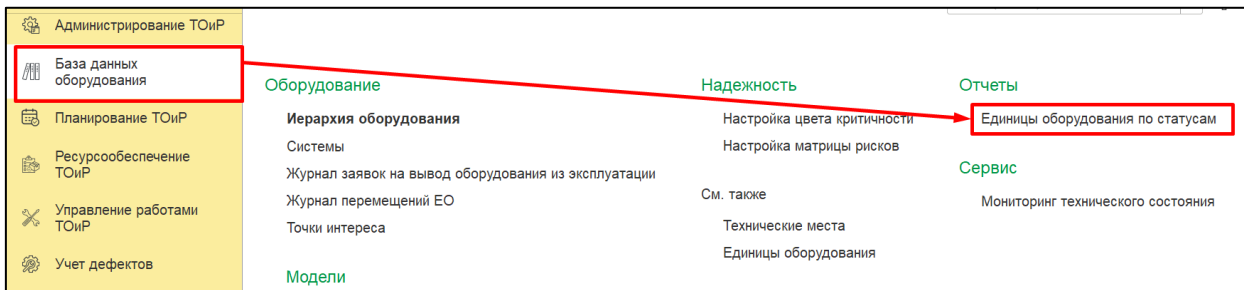 Администрирование ТОиР
База данных
оборудования
Планирование ТОиР
Ресурсообеспечение
ТОиР
Управление работами
ТОиР
Учет дефектов
Оборудование
Иерархия оборудования
Системы
Журнал заявок на вывод оборудования из эксплуатации
Журнал перемещений ЕО
Точки интереса
Модели
Надежность
Настройка цвета критичности
Настройка матрицы рисков
См. также
Технические места
Единицы оборудования
Отчеты
Единицы оборудования по статусам
Сервис
Мониторинг технического состояния